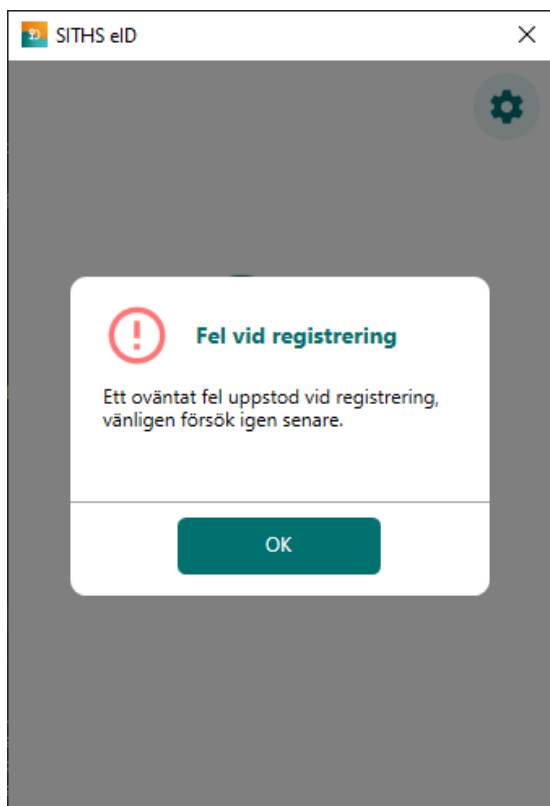 SITHS eID
Fel vid registrering
Ett oväntat fel uppstod vid registrering,
vänligen försök igen senare.
OK